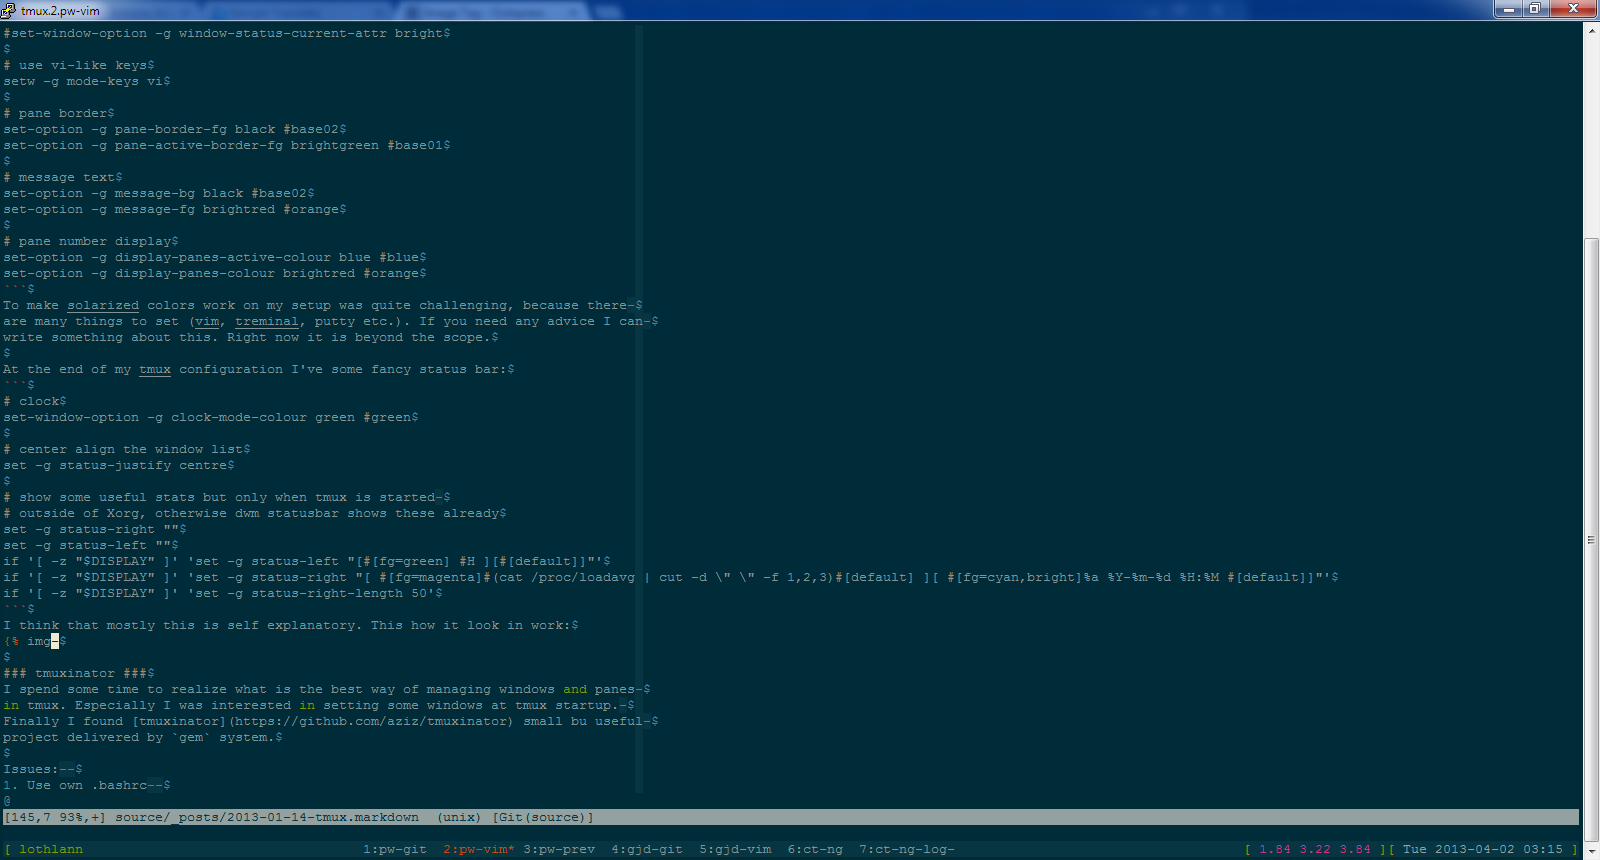 tmux.2.pw-vim
#set-window-option -g window-status-current-attr bright$
$
# use vi-like keys$
setw -g mode-keys vi$
$
# pane border$
set-option -g pane-border-fg black #base02$
set-option -g pane-active-border-fg brightgreen #base01$
$
# message text$
set-option -g message-bg black #base02$
set-option -g message-fg brightred #orange$
$
# pane number display$
set-option -g display-panes-active-colour blue #blue$
set-option -g display-panes-colour brightred #orange$
```$
To make solarized colors work on my setup was quite challenging, because there-$
are many things to set (vim, treminal, putty etc.). If you need any advice I can-$
write something about this. Right now it is beyond the scope.$
$
At the end of my tmux configuration I've some fancy status bar:$
```$
# clock$
set-window-option -g clock-mode-colour green #green$
$
# center align the window list$
set -g status-justify centre$
$
# show some useful stats but only when tmux is started-$
# outside of Xorg, otherwise dwm statusbar shows these already$
set -g status-right ""$
set -g status-left ""$
if '[ -z "$DISPLAY" ]' 'set -g status-left "[#[fg=green] #H ][#[default]]"'$
if '[ -z "$DISPLAY" ]' 'set -g status-right "[ #[fg=magenta]#(cat /proc/loadavg | cut -d \" \" -f 1,2,3)#[default] ][ #[fg=cyan,bright]%a %Y-%m-%d %H:%M #[default]]"'$
if '[ -z "$DISPLAY" ]' 'set -g status-right-length 50'$
```$
I think that mostly this is self explanatory. This how it look in work:$
{% img-$
$
### tmuxinator ###$
I spend some time to realize what is the best way of managing windows and panes-$
in tmux. Especially I was interested in setting some windows at tmux startup.-$
Finally I found [tmuxinator](https://github.com/aziz/tmuxinator) small bu useful-$
project delivered by `gem` system.$
$
Issues:--$
1. Use own .bashrc--$
@
[145,7 93%,+] source/_posts/2013-01-14-tmux.markdown (unix) [Git(source)]
[ lothlann 1:pw-git 2:pw-vim* 3:pw-prev 4:gjd-git 5:gjd-vim 6:ct-ng 7:ct-ng-log- [ 1.84 3.22 3.84 ][ Tue 2013-04-02 03:15 ]